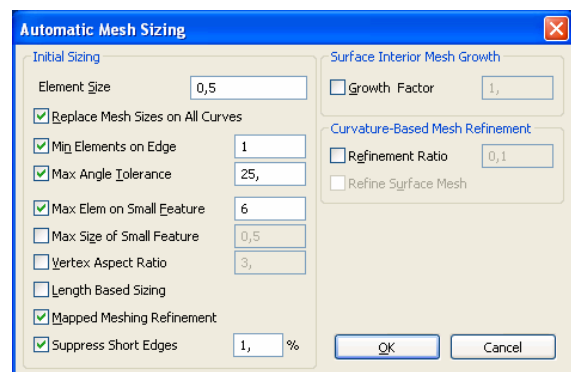 Automatic Mesh Sizing
Initial Sizing
Element Size 0,5
Replace Mesh Sizes on All Curves
Min Elements on Edge 1
Max Angle Tolerance 25,
Max Elem on Small Feature 6
Max Size of Small Feature 0,5
Vertex Aspect Ratio 3,
Length Based Sizing
Mapped Meshing Refinement
Suppress Short Edges 1, %
Surface Interior Mesh Growth
Growth Factor 1,
Curvature-Based Mesh Refinement
Refinement Ratio 0,1
Refine Surface Mesh
OK Cancel